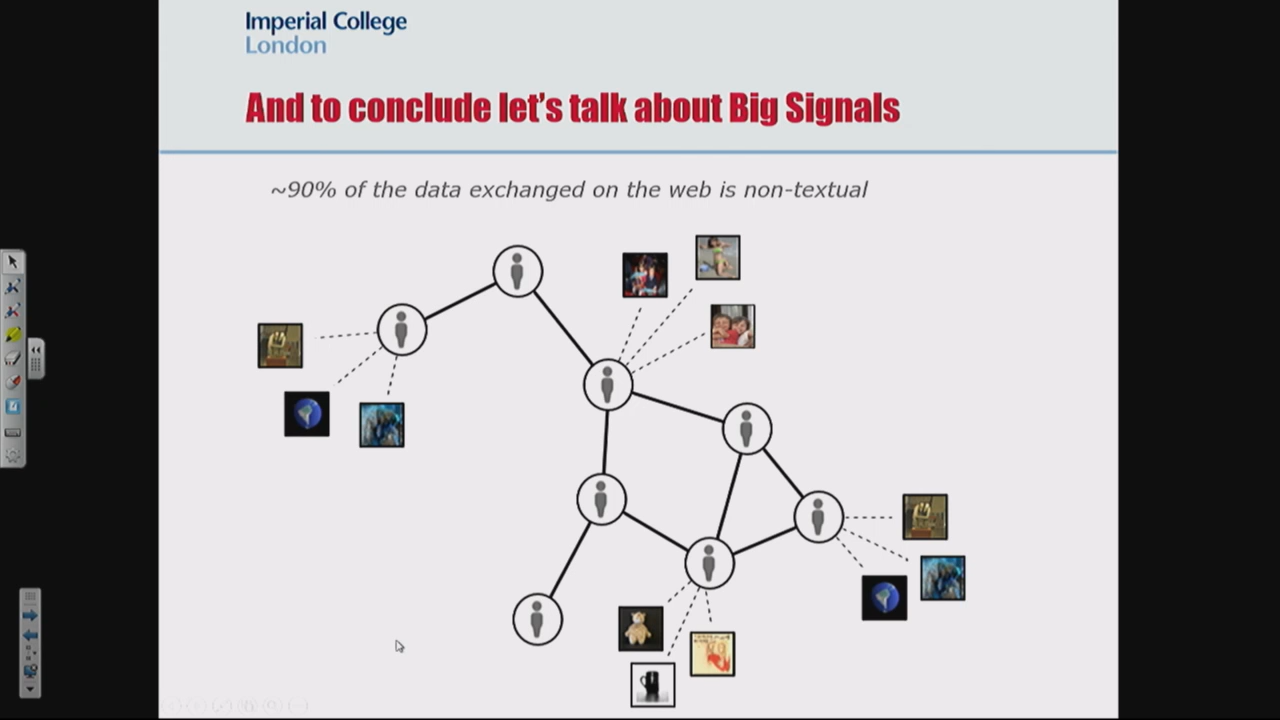 Imperial College
London
And to conclude let's talk about Big Signals
~90% of the data exchanged on the web is non-textual